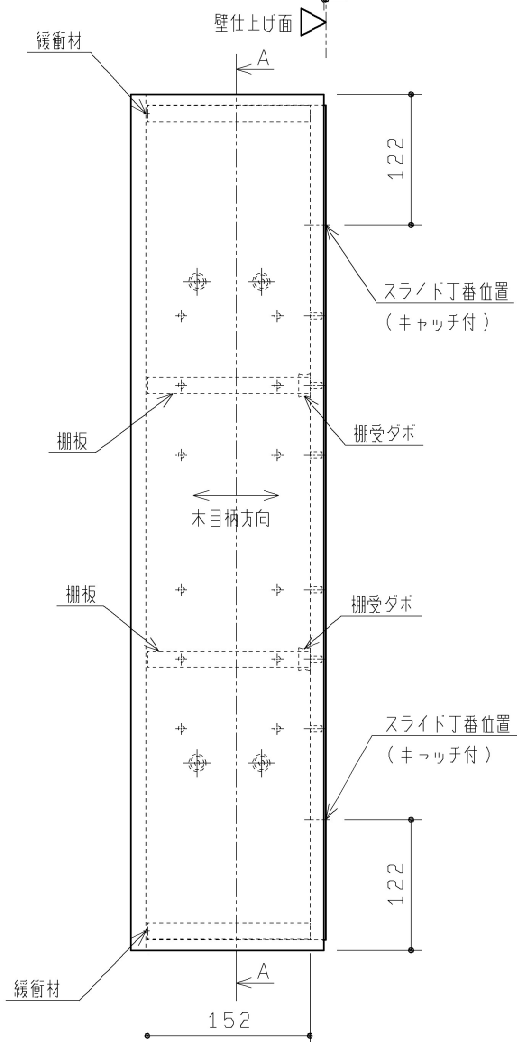 壁仕上げ面
緩衝材
A
122
スライド丁番位置
(キャッチ付)
棚板
棚受ダボ
木目柄方向
棚板
棚受ダボ
スライド丁番位置
(キャッチ付)
122
A
緩衝材
152